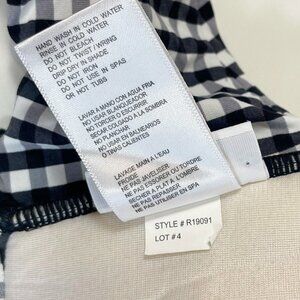 HAND WASH IN COLD WATER
RINSE IN COLD WATER
DO NOT BLEACH
DO NOT TWIST/WRING
DRIP DRY IN SHADE
DO NOT IRON
DO NOT USE IN SPAS
OR HOT TUBS
LAVAR A MANO CON AGUA FRIA
NO USAR BLANQUEADOR
NO EXPRIMIR
SECAR COLGADO A LA SOMBRA
NO PLANCHAR
NO USAR EN BALNEARIOS
O TINAS CALIENTES
LAVAGE MAIN A L'EAU
FROIDE
NE PAS JAVELISER
NE PAS ESSORER OU TORDRE
SECHER A PLAT A L'OMBRE
NE PAS REPASSER
NE PAS UTILISER EN SPA
STYLE # R19091
LOT # 4